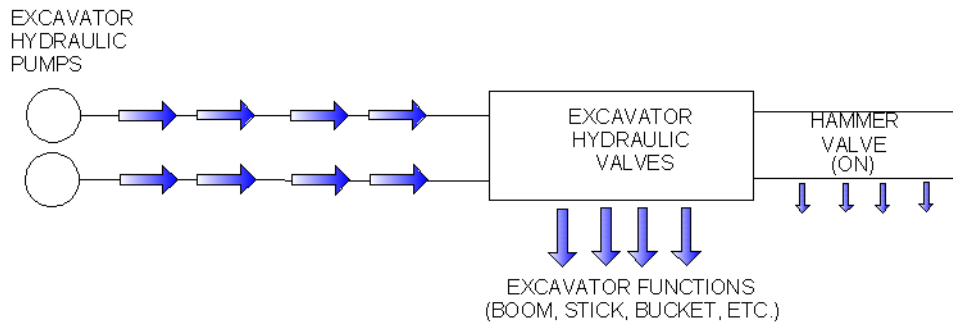 EXCAVATOR
HYDRAULIC
PUMPS
EXCAVATOR
HYDRAULIC
VALVES
HAMMER
VALVE
(ON)
EXCAVATOR FUNCTIONS
(BOOM, STICK, BUCKET, ETC.)